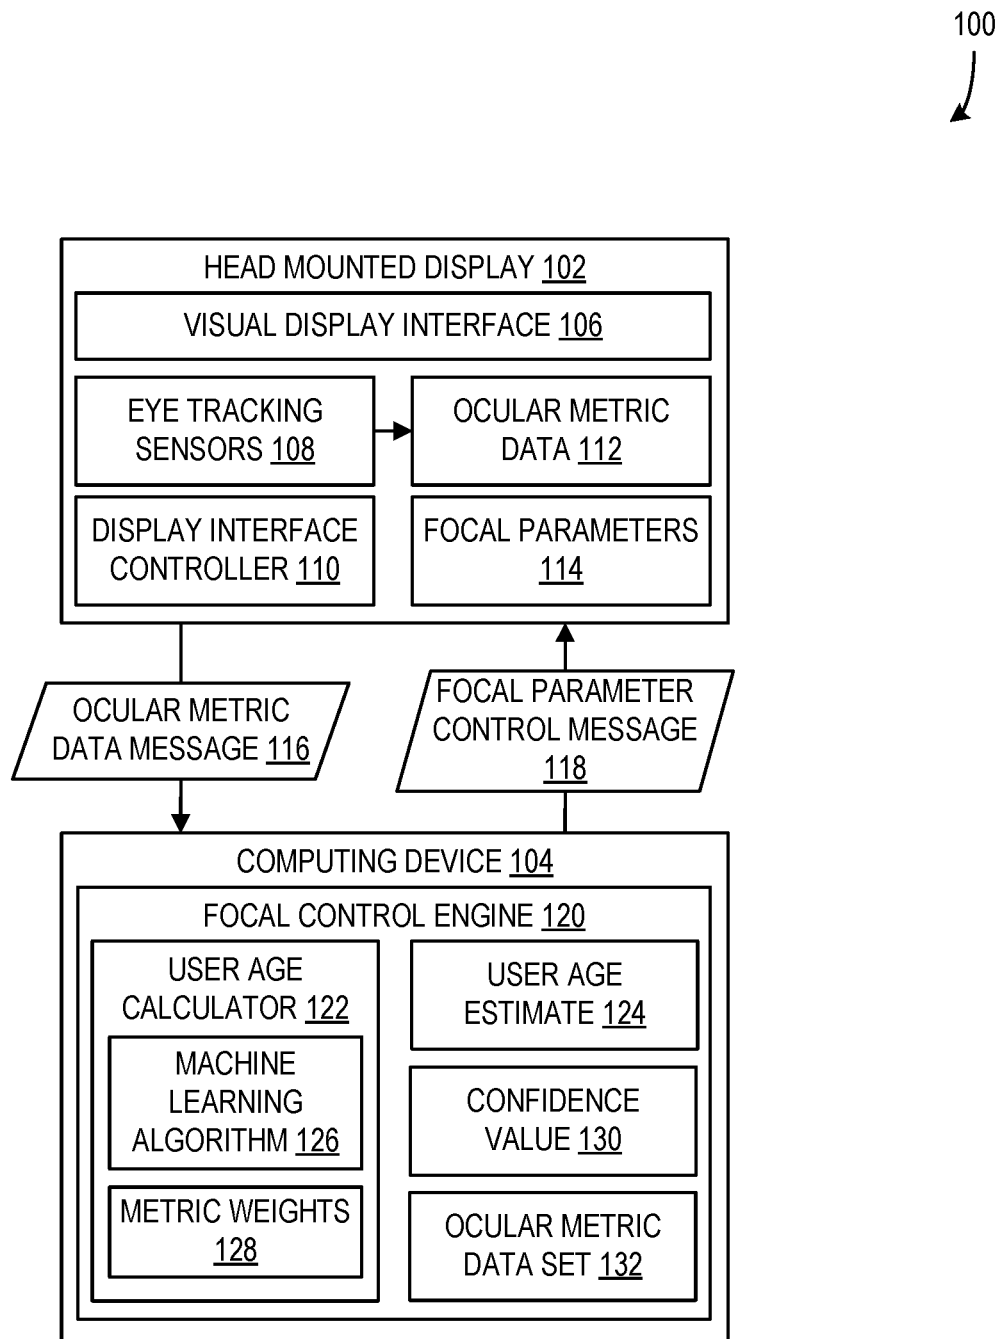 100
HEAD MOUNTED DISPLAY 102
VISUAL DISPLAY INTERFACE 106
EYE TRACKING
SENSORS 108
OCULAR METRIC
DATA 112
DISPLAY INTERFACE
CONTROLLER 110
FOCAL PARAMETERS
114
OCULAR METRIC
DATA MESSAGE 116
FOCAL PARAMETER
CONTROL MESSAGE
118
COMPUTING DEVICE 104
FOCAL CONTROL ENGINE 120
USER AGE
CALCULATOR 122
MACHINE
LEARNING
ALGORITHM 126
METRIC WEIGHTS
128
USER AGE
ESTIMATE 124
CONFIDENCE
VALUE 130
OCULAR METRIC
DATA SET 132